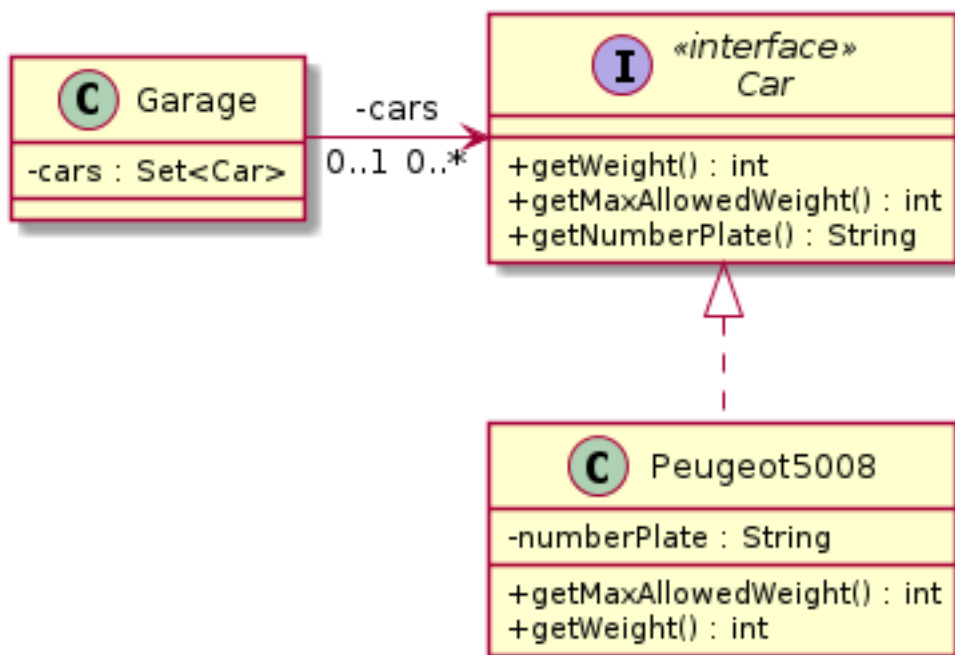 C Garage
-cars : Set<Car>
-cars
0..1 0..*
I «interface»
Car
+getWeight() : int
+getMaxAllowedWeight() : int
+getNumberPlate() : String
C Peugeot5008
-numberPlate : String
+getMaxAllowedWeight() : int
+getWeight() : int